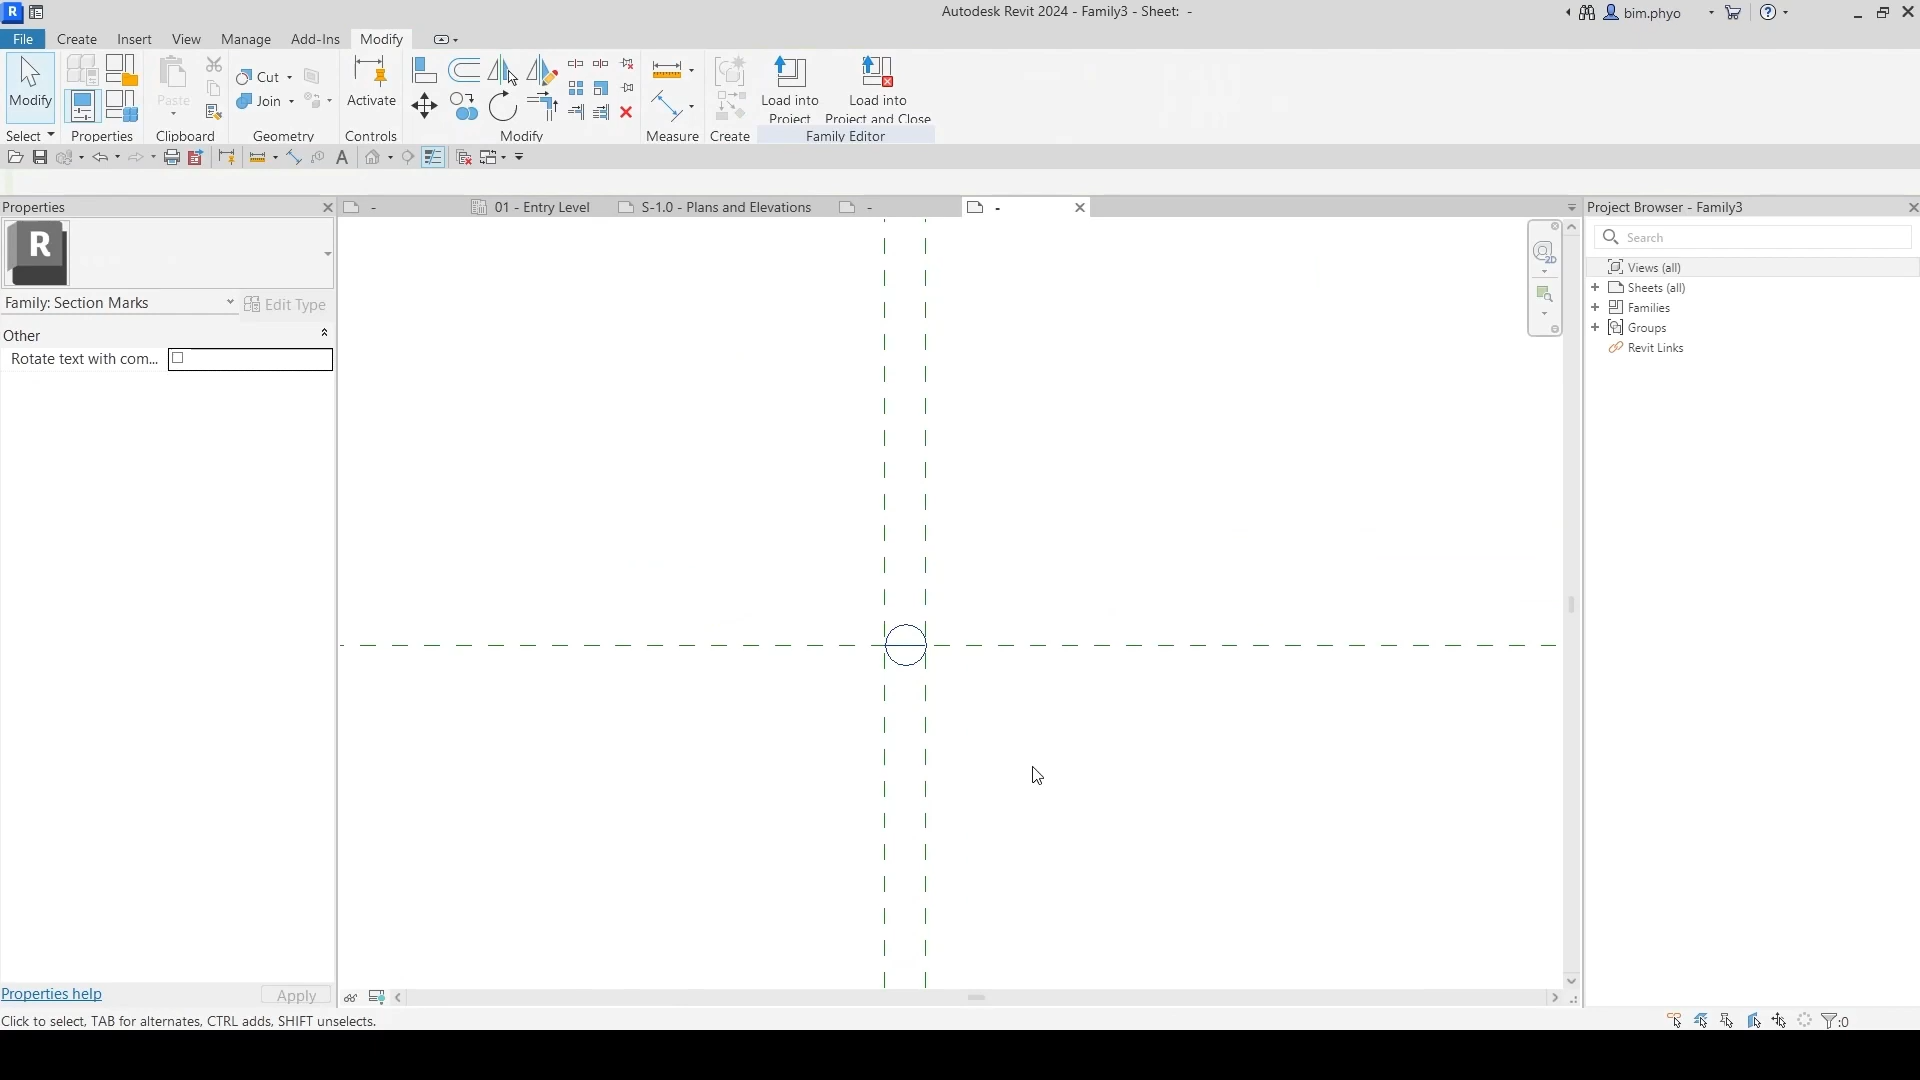 R
Autodesk Revit 2024 - Family3 - Sheet:  -
bim.phyo
File
Create
Insert
View
Manage
Add-Ins
Modify
Modify
Paste
Cut
Join
Activate
Load into
Project
Load into
Project and Close
Select
Properties
Clipboard
Geometry
Controls
Modify
Measure
Create
Family Editor
A
Properties
-
01 - Entry Level
S-1.0 - Plans and Elevations
-
-
Project Browser - Family3
R
Search
2D
Views (all)
Sheets (all)
Families
Groups
Revit Links
Family: Section Marks
Edit Type
Other
Rotate text with com...
Properties help
Apply
Click to select, TAB for alternates, CTRL adds, SHIFT unselects.
:0